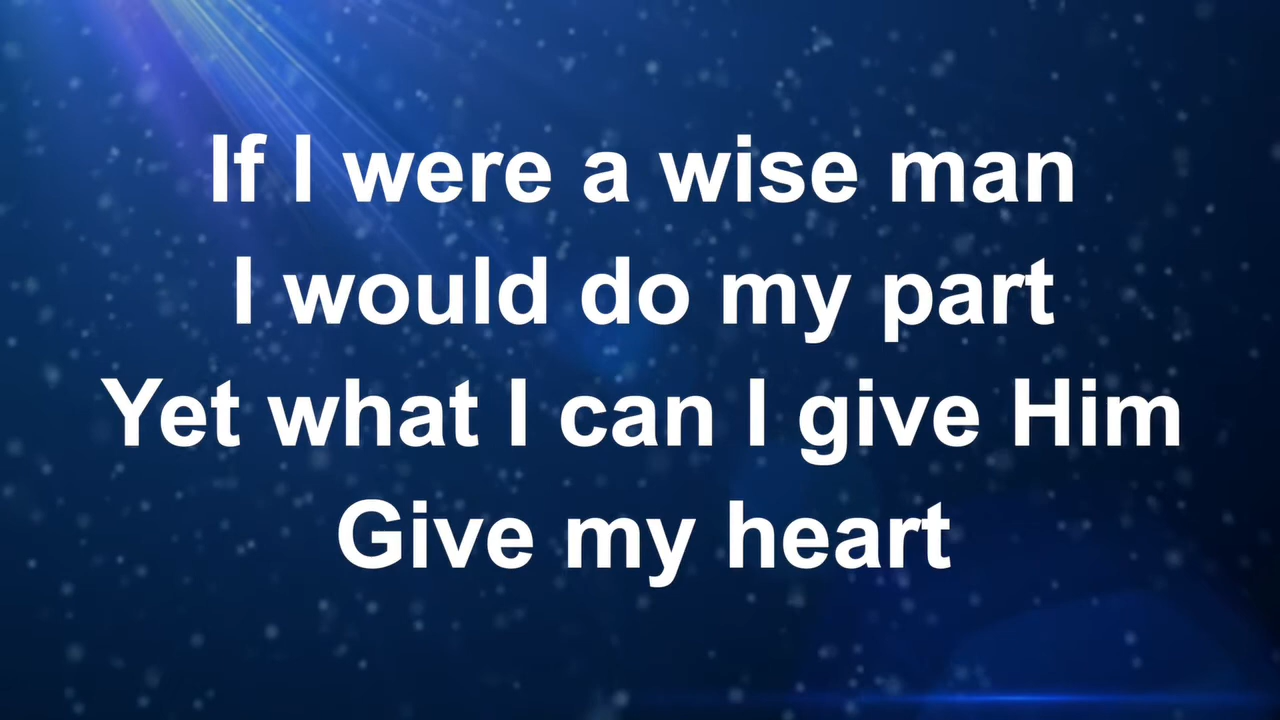 If I were a wise man
I would do my part
Yet what I can I give Him
Give my heart